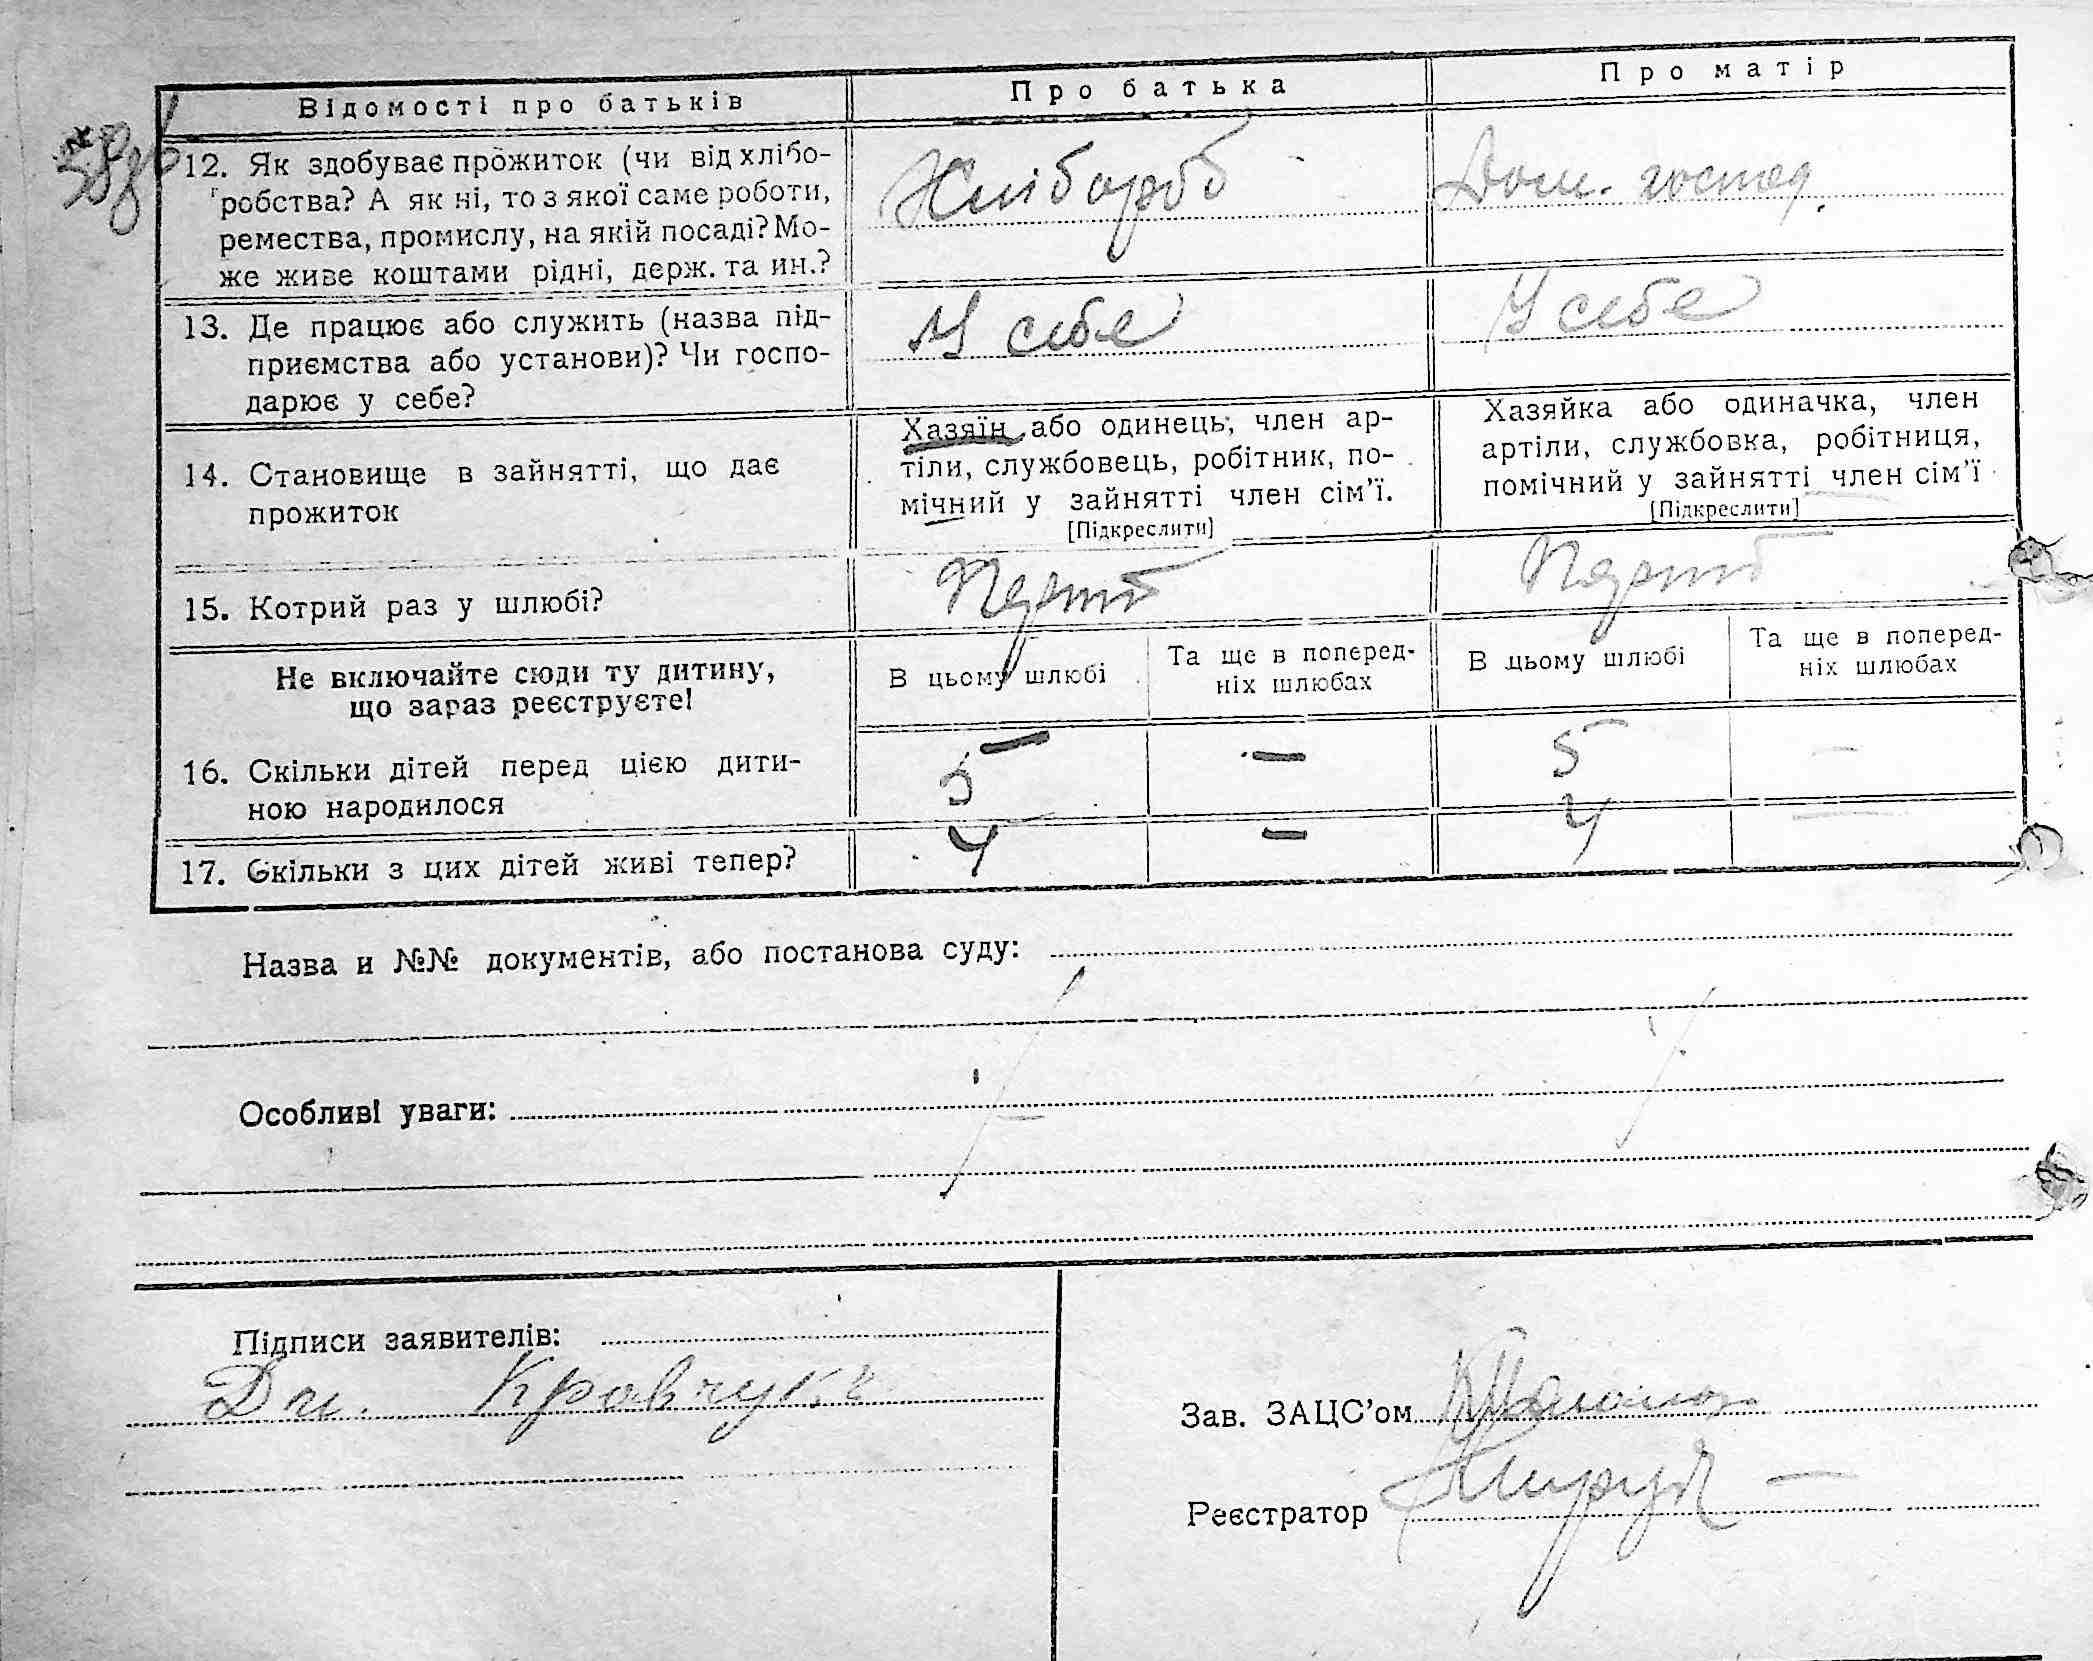 Відомості про батьків
Про батька
Про матір
12. Як здобуває прожиток (чи від хлібо-
робства? А як ні, то з якої саме роботи,
ремества, промислу, на якій посаді? Мо-
же живе коштами рідні, держ. та ин.?
Хлібороб
Дом. господ.
13. Де працює або служить (назва під-
приємства або установи)? Чи госпо-
дарює у себе?
У себе
У себе
14. Становище в зайнятті, що дає
прожиток
Хазяїн або одинець, член ар-
тіли, службовець, робітник, по-
мічний у зайнятті член сім’ї.
[Підкреслити]
Хазяйка або одиначка, член
артіли, службовка, робітниця,
помічний у зайнятті член сім’ї
[Підкреслити]
15. Котрий раз у шлюбі?
Не включайте сюди ту дитину,
що зараз реєструєте!
В цьому шлюбі
Та ще в поперед-
ніх шлюбах
В цьому шлюбі
Та ще в поперед-
ніх шлюбах
16. Скільки дітей перед цією дити-
ною народилося
5 — 5 —
17. Скільки з цих дітей живі тепер?
4 — 4 —
Назва и №№ документів, або постанова суду:
Особливі уваги:
Підписи заявителів:
Кравчукъ
Зав. ЗАЦС’ом
Реєстратор